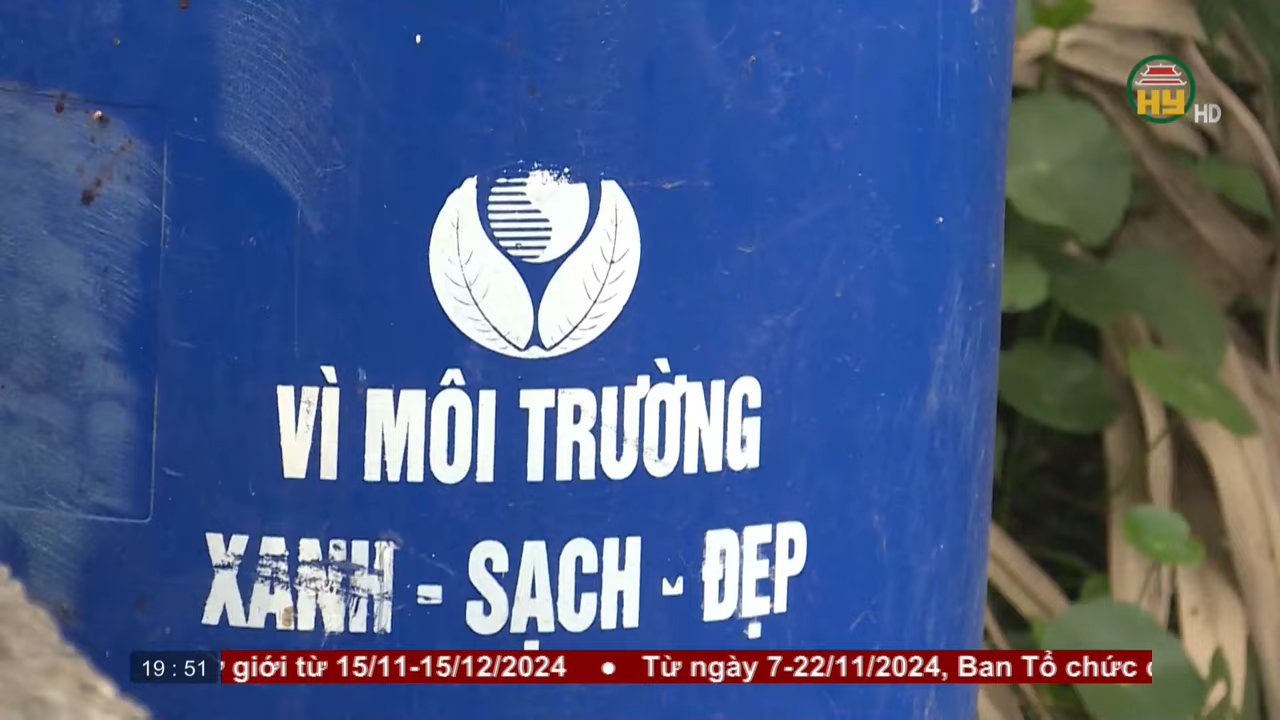 HY HD
VÌ MÔI TRƯỜNG
XANH - SẠCH - ĐẸP
19 : 51
giới từ 15/11-15/12/2024 • Từ ngày 7-22/11/2024, Ban Tổ chức